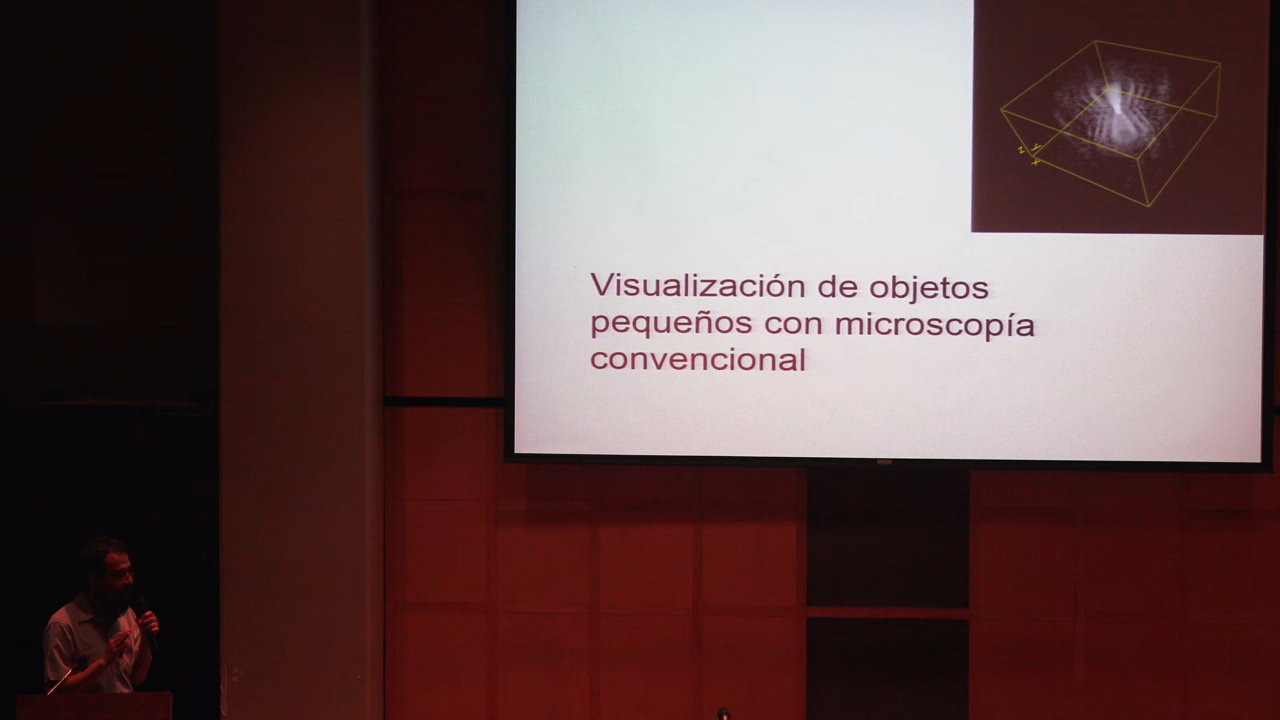 Visualización de objetos
pequeños con microscopía
convencional
z
y
x